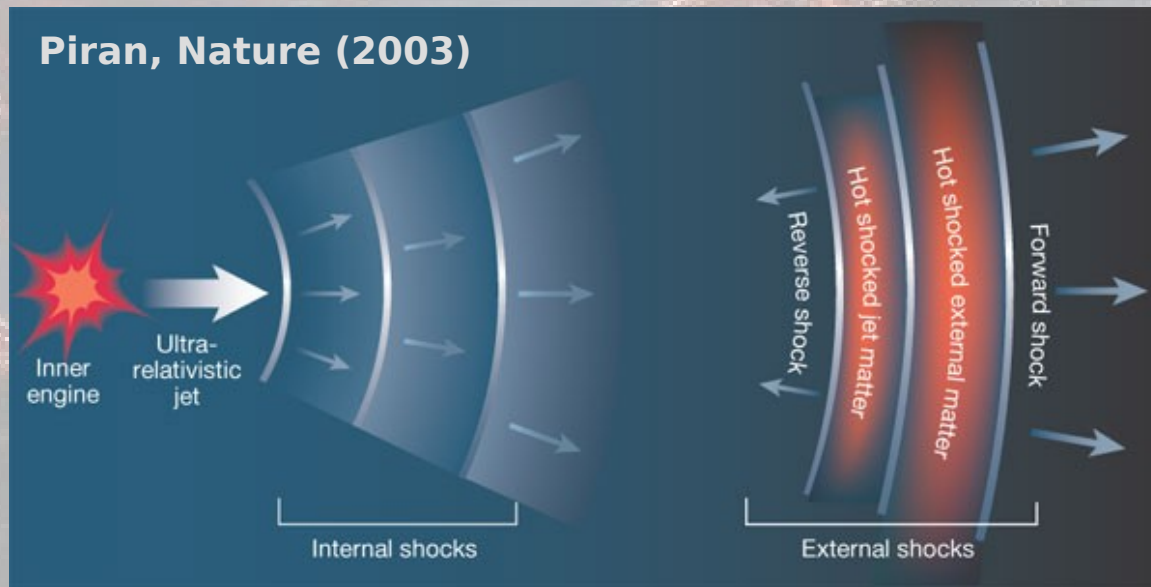 Piran, Nature (2003)
Inner
engine
Ultra-
relativistic
jet
Internal shocks
Reverse shock
Hot shocked jet matter
Hot shocked external matter
Forward shock
External shocks